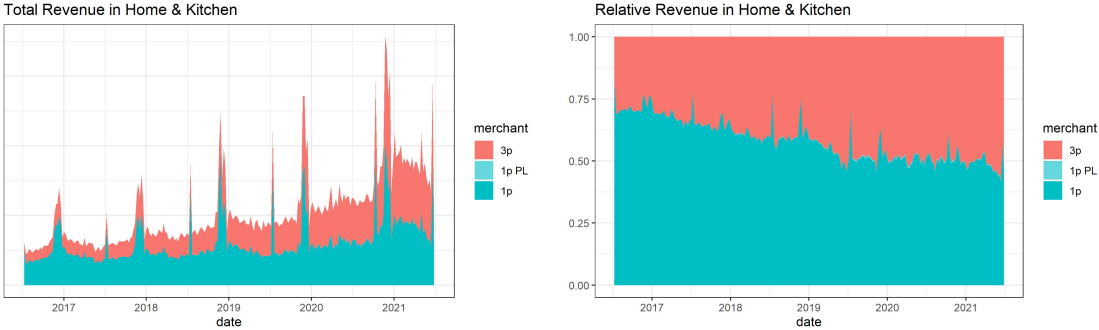 Total Revenue in Home & Kitchen
merchant
3p
1p PL
1p
2017 2018 2019 2020 2021
date
Relative Revenue in Home & Kitchen
1.00
0.75
0.50
0.25
0.00
merchant
3p
1p PL
1p
2017 2018 2019 2020 2021
date